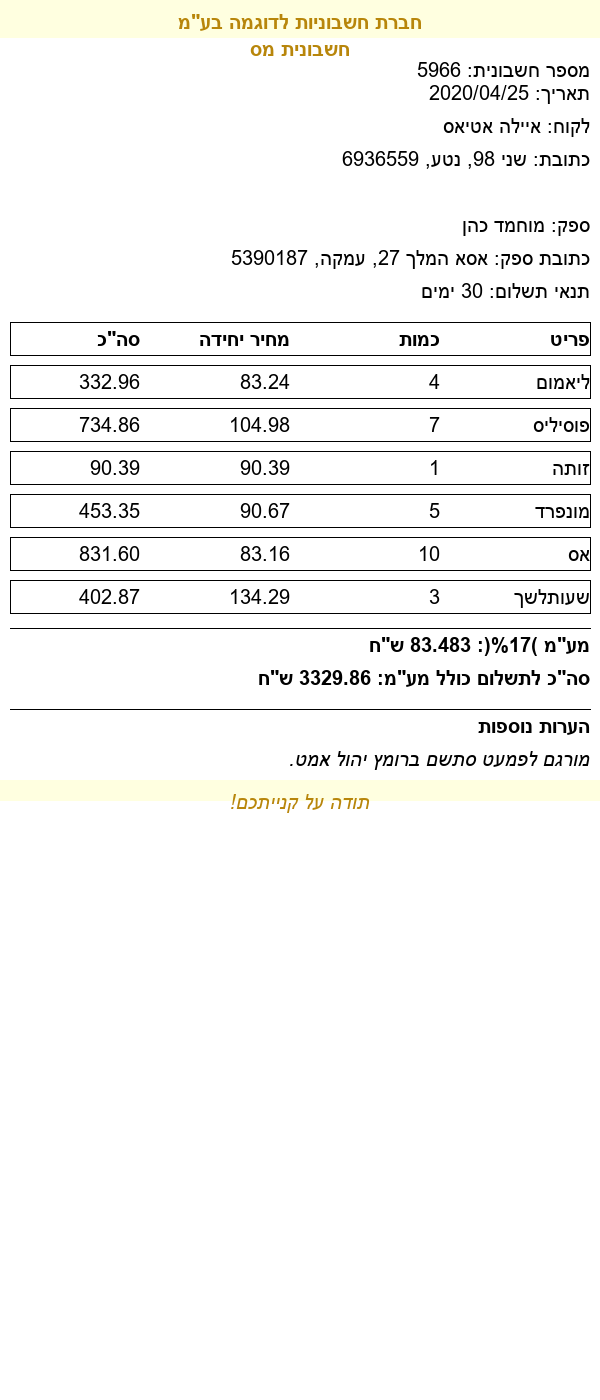 חברת חשבוניות לדוגמה בע"מ
חשבונית מס
מספר חשבונית: 5966
תאריך: 2020/04/25
לקוח: איילה אטיאס
כתובת: שני 98, נטע, 6936559
ספק: מוחמד כהן
כתובת ספק: אסא המלך 27, עמקה, 5390187
תנאי תשלום: 30 ימים
פריט כמות מחיר יחידה סה"כ
ליאמום 4 83.24 332.96
פוסיליס 7 104.98 734.86
זותה 1 90.39 90.39
מונפרד 5 90.67 453.35
אס 10 83.16 831.60
שעותלשך 3 134.29 402.87
מע"מ )17%(: 83.483 ש"ח
סה"כ לתשלום כולל מע"מ: 3329.86 ש"ח
הערות נוספות
מורגם לפמעט סתשם ברומץ יהול אמט.
תודה על קנייתכם!